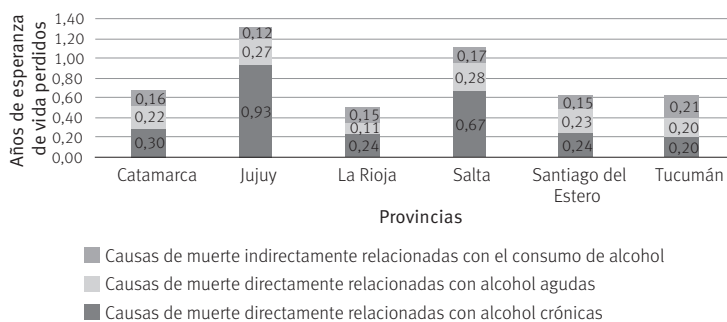 Años de esperanza
de vida perdidos
1,40
1,20
1,00
0,80
0,60
0,40
0,20
0,00
0,16
0,22
0,30
0,12
0,27
0,93
0,15
0,11
0,24
0,17
0,28
0,67
0,15
0,23
0,24
0,21
0,20
0,20
Catamarca
Jujuy
La Rioja
Salta
Santiago del
Estero
Tucumán
Provincias
Causas de muerte indirectamente relacionadas con el consumo de alcohol
Causas de muerte directamente relacionadas con alcohol agudas
Causas de muerte directamente relacionadas con alcohol crónicas